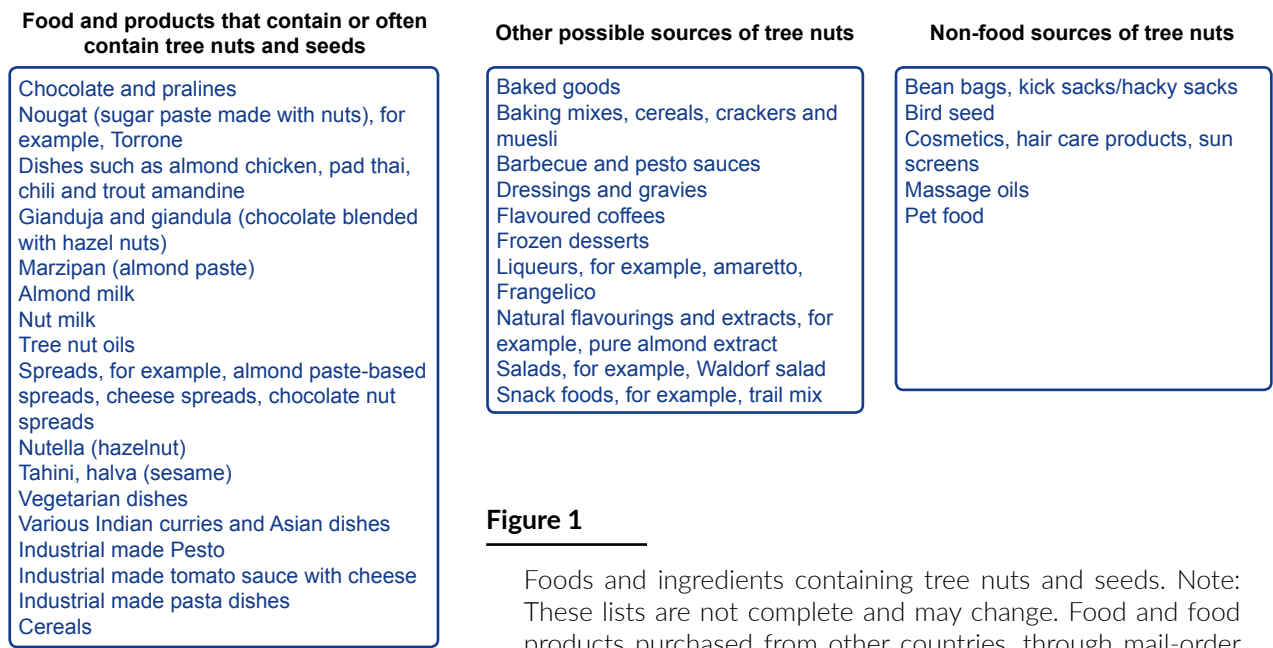 Food and products that contain or often
contain tree nuts and seeds
Chocolate and pralines
Nougat (sugar paste made with nuts), for
example, Torrone
Dishes such as almond chicken, pad thai,
chili and trout amandine
Gianduja and giandula (chocolate blended
with hazel nuts)
Marzipan (almond paste)
Almond milk
Nut milk
Tree nut oils
Spreads, for example, almond paste-based
spreads, cheese spreads, chocolate nut
spreads
Nutella (hazelnut)
Tahini, halva (sesame)
Vegetarian dishes
Various Indian curries and Asian dishes
Industrial made Pesto
Industrial made tomato sauce with cheese
Industrial made pasta dishes
Cereals
Other possible sources of tree nuts
Baked goods
Baking mixes, cereals, crackers and
muesli
Barbecue and pesto sauces
Dressings and gravies
Flavoured coffees
Frozen desserts
Liqueurs, for example, amaretto,
Frangelico
Natural flavourings and extracts, for
example, pure almond extract
Salads, for example, Waldorf salad
Snack foods, for example, trail mix
Non-food sources of tree nuts
Bean bags, kick sacks/hacky sacks
Bird seed
Cosmetics, hair care products, sun
screens
Massage oils
Pet food
Figure 1
Foods and ingredients containing tree nuts and seeds. Note:
These lists are not complete and may change. Food and food
products purchased from other countries, through mail-order